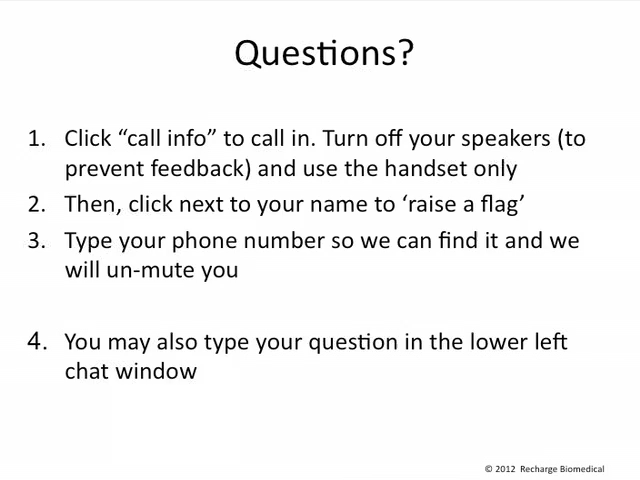 Questions?
1. Click “call info” to call in. Turn off your speakers (to
prevent feedback) and use the handset only
2. Then, click next to your name to ‘raise a flag’
3. Type your phone number so we can find it and we
will un-mute you
4. You may also type your question in the lower left
chat window
© 2012 Recharge Biomedical